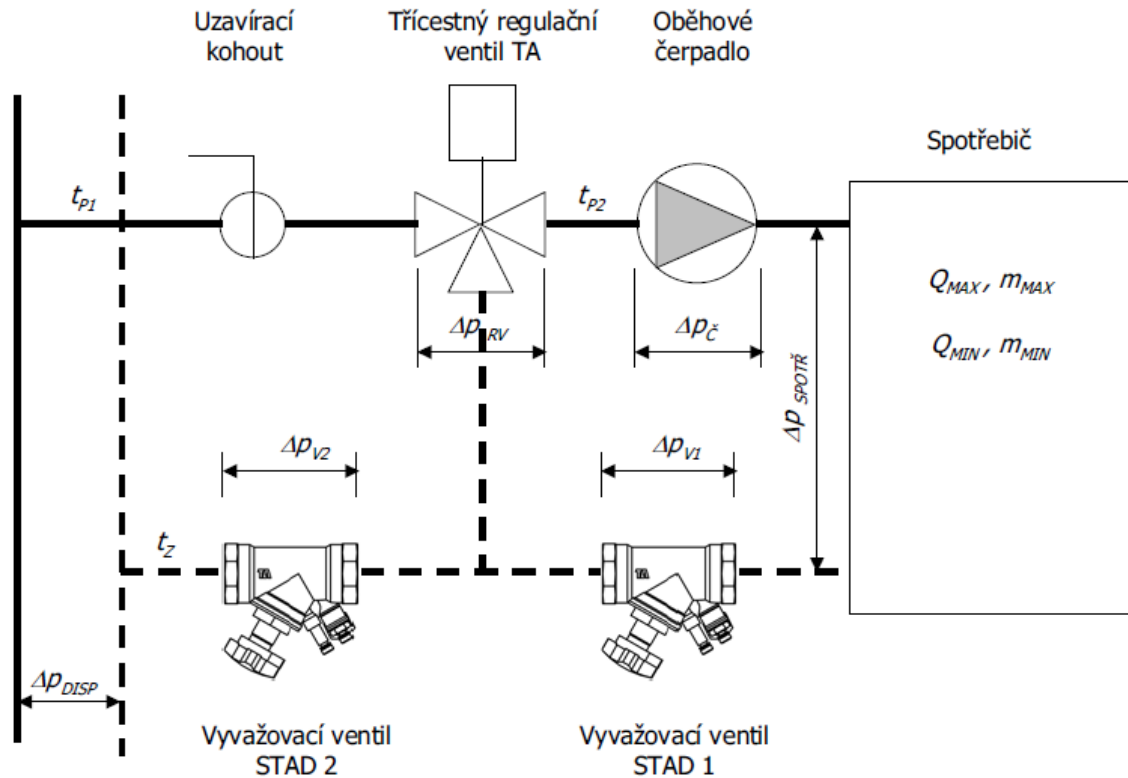 Uzavírací
kohout
Třícestný regulační
ventil TA
Oběhové
čerpadlo
Spotřebič
t_P1
t_P2
Q_MAX, m_MAX
Q_MIN, m_MIN
Δp_RV
Δp_Č
Δp_SPOTŘ
Δp_V2
Δp_V1
t_Z
TA
TA
Δp_DISP
Vyvažovací ventil
STAD 2
Vyvažovací ventil
STAD 1